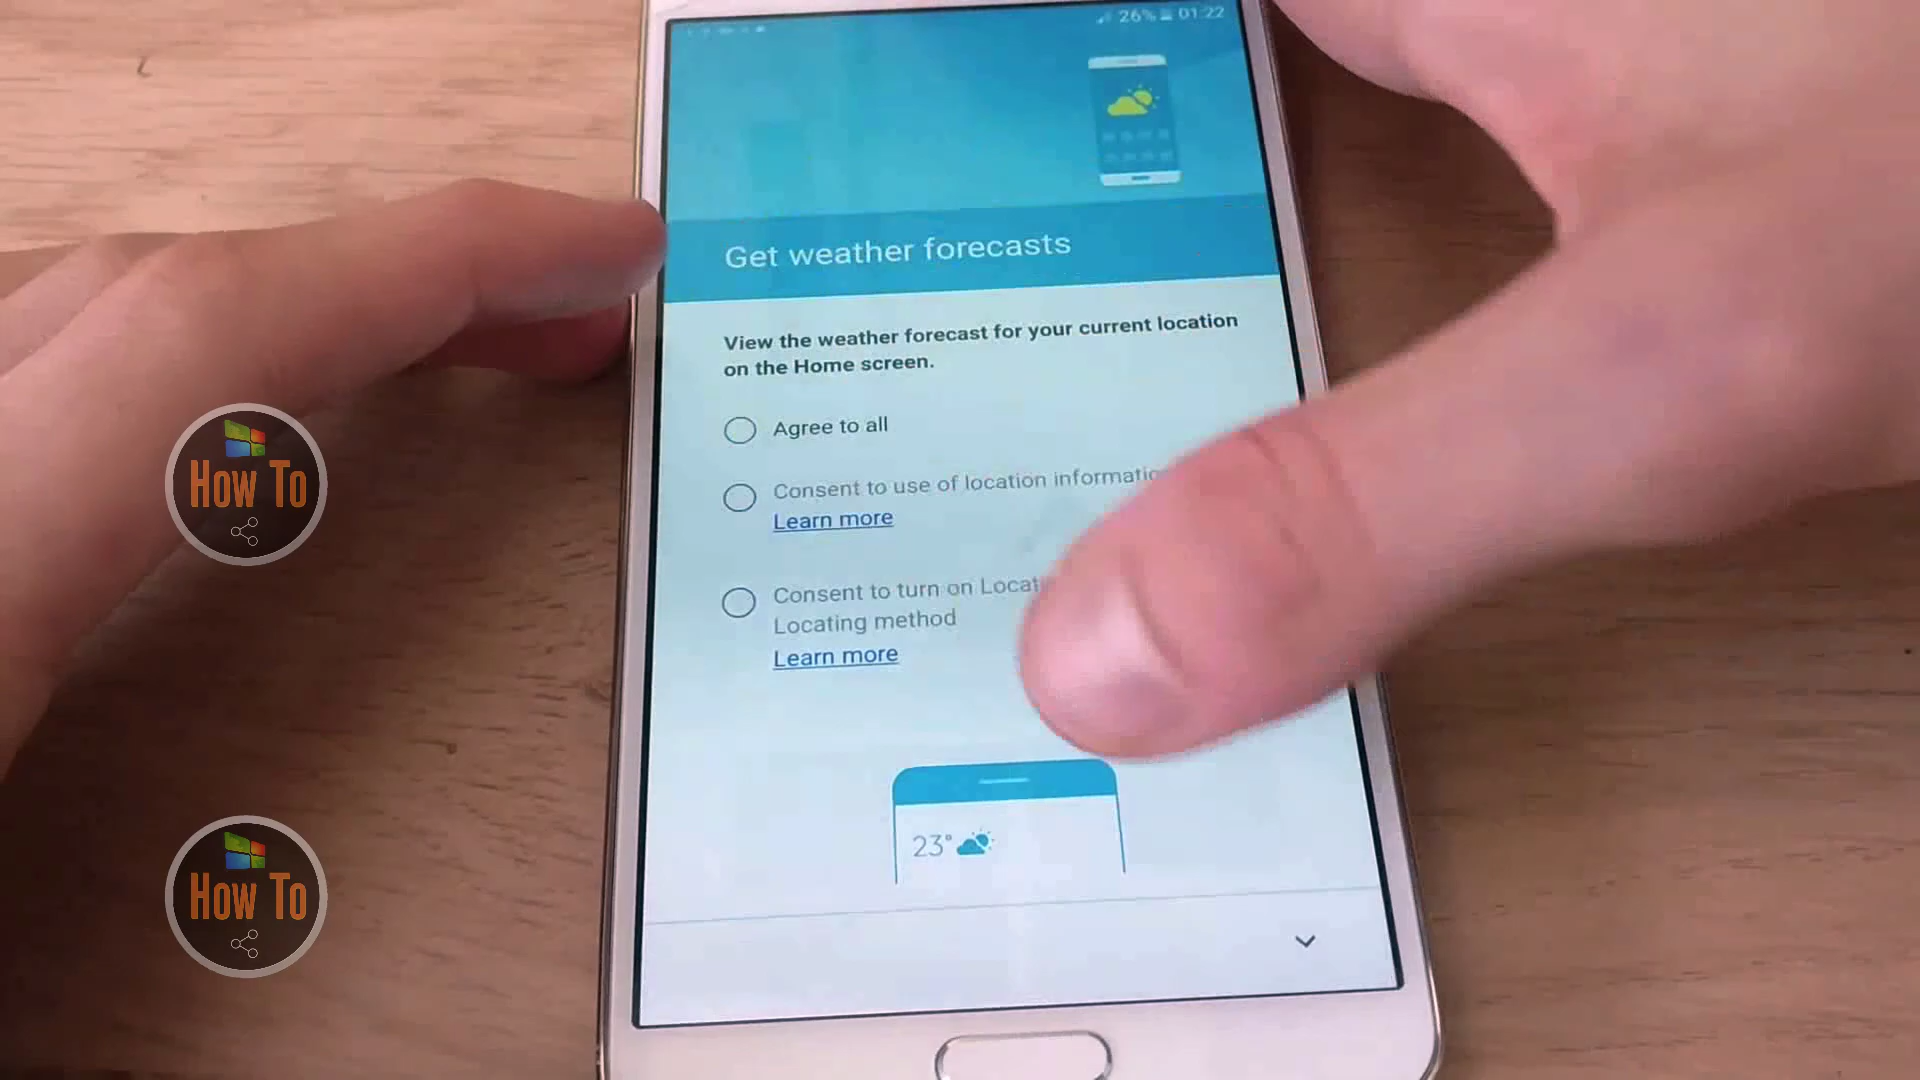 26% 01:22
Get weather forecasts
View the weather forecast for your current location
on the Home screen.
Agree to all
Consent to use of location
Learn more
Consent to turn on
Locating method
Learn more
23°
How To
How To